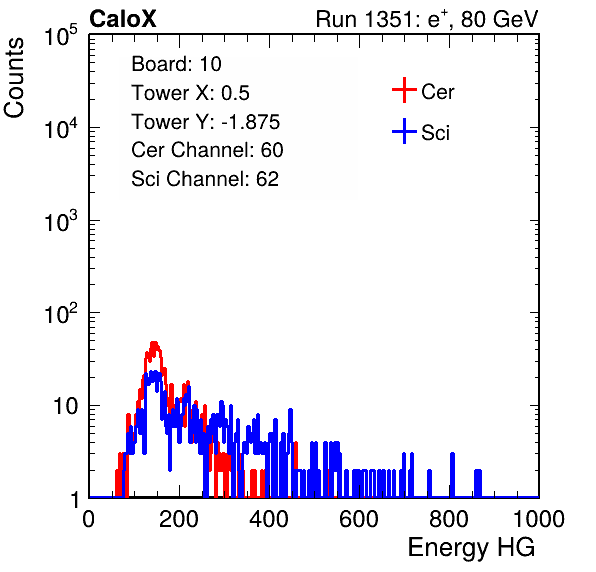 CaloX Run 1351: e+, 80 GeV
Counts
10^5
10^4
10^3
10^2
10
1
Board: 10
Tower X: 0.5
Tower Y: -1.875
Cer Channel: 60
Sci Channel: 62
Cer
Sci
0 200 400 600 800 1000
Energy HG